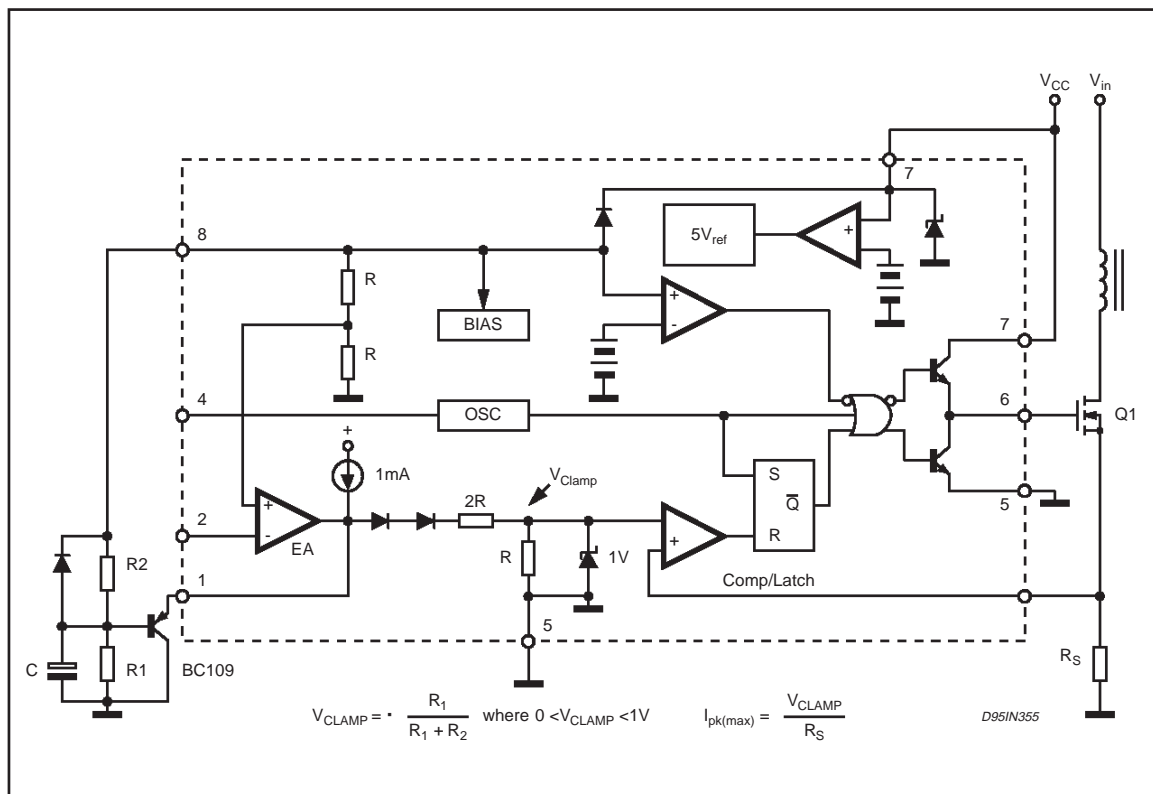 VCC Vin
7
8
R
5Vref
+
BIAS
+
-
R
7
4
OSC
6
Q1
+
1mA
VClamp
S
Q̅
R
5
2R
2
+
-
EA
R
1V
+
Comp/Latch
R2
1
5
C
R1
BC109
RS
VCLAMP = · R1 / (R1 + R2) where 0 <VCLAMP <1V Ipk(max) = VCLAMP / RS
D95IN355